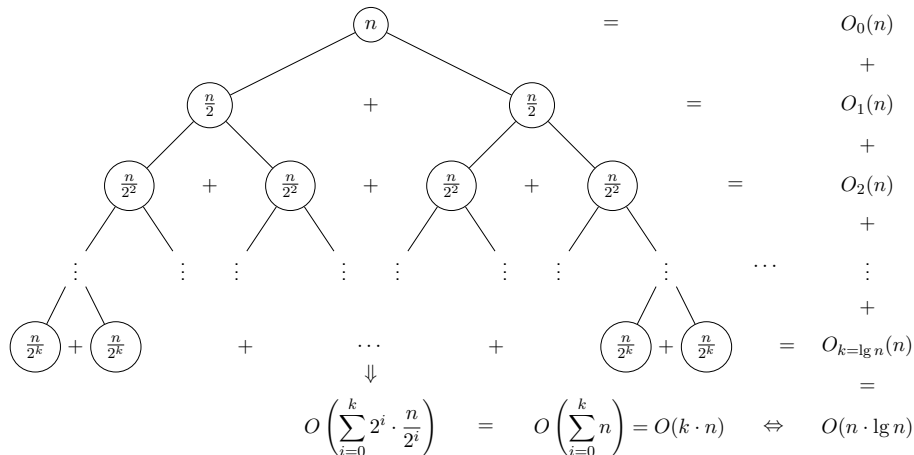 n = O_0(n)
+
n/2 + n/2 = O_1(n)
+
n/2^2 + n/2^2 + n/2^2 + n/2^2 = O_2(n)
+
⋮ ⋮ ⋮ ⋮ ⋮ ⋮ ⋮ ⋯ ⋮
+
n/2^k + n/2^k + ⋯ + n/2^k + n/2^k = O_{k=lg n}(n)
⇓ =
O(∑_{i=0}^{k} 2^i · n/2^i) = O(∑_{i=0}^{k} n) = O(k · n) ⇔ O(n · lg n)